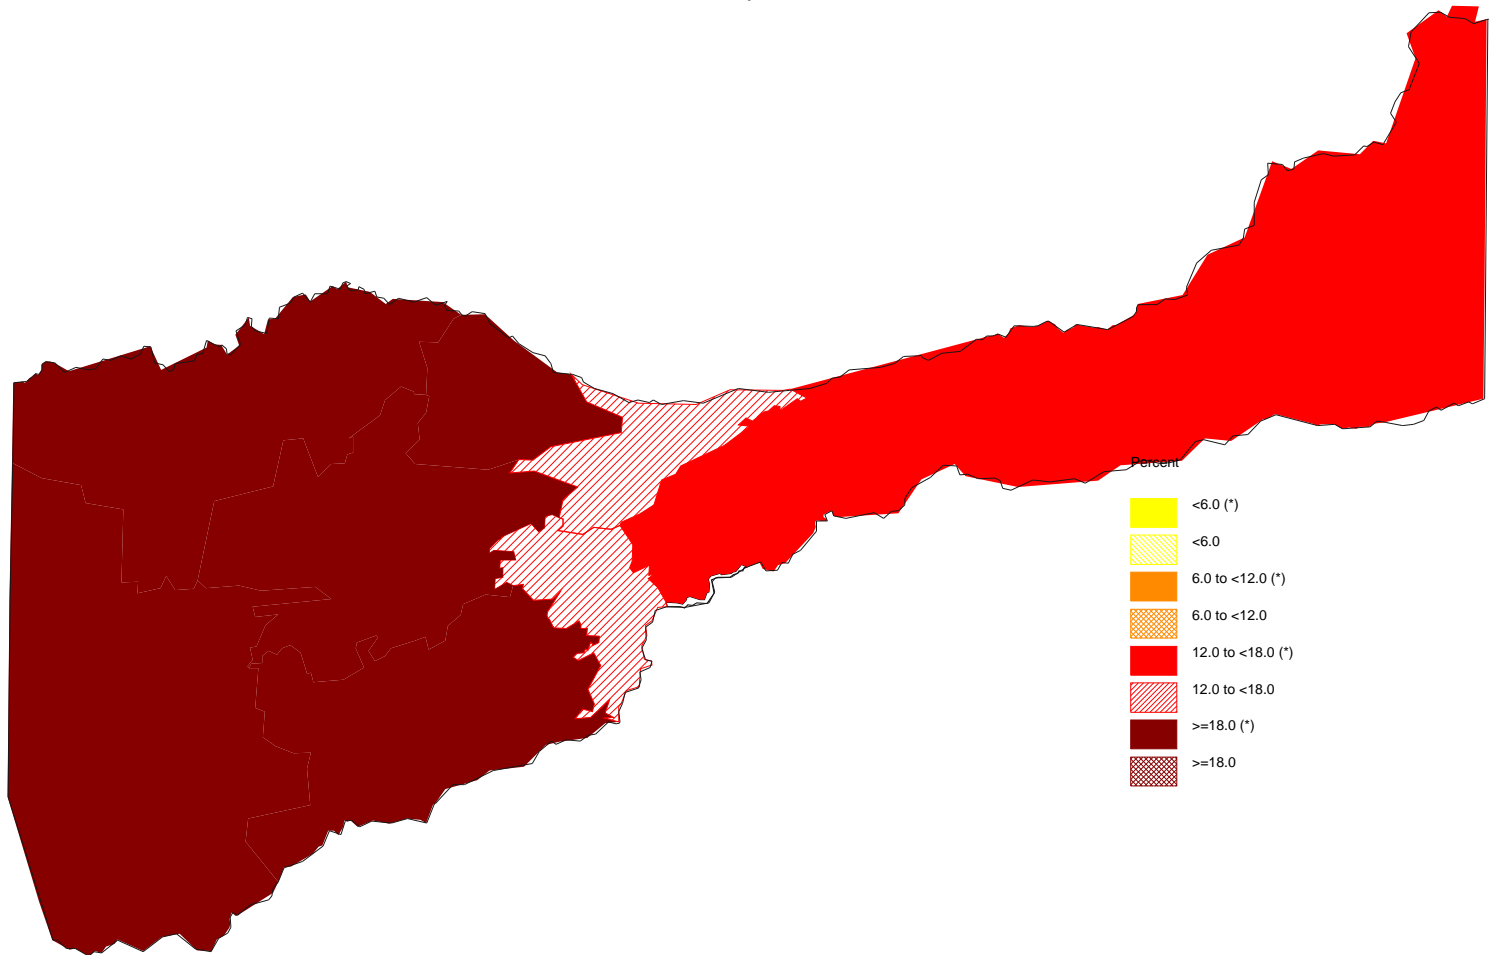 Percent
<6.0 (*)
<6.0
6.0 to <12.0 (*)
6.0 to <12.0
12.0 to <18.0 (*)
12.0 to <18.0
>=18.0 (*)
>=18.0